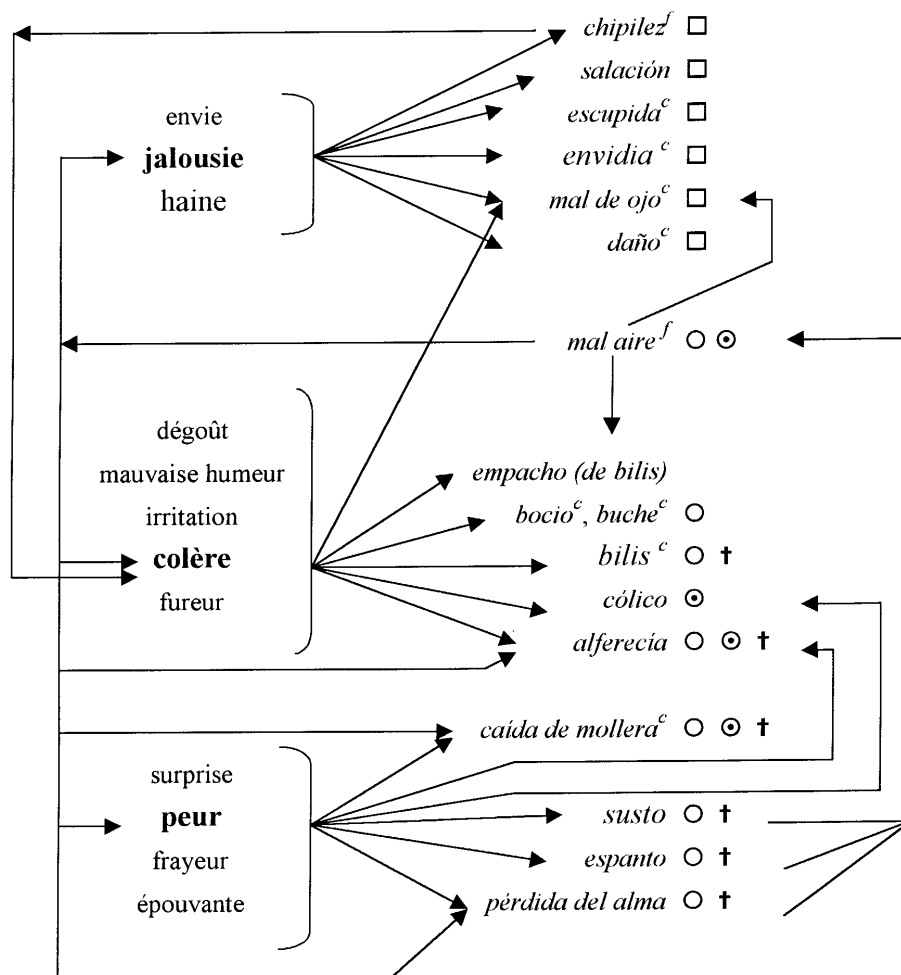 chipilez^f □
salación □
envie
escupida^c □
jalousie
envidia^c □
haine
mal de ojo^c □
daño^c □
mal aire^f ○ ⊙
dégoût
mauvaise humeur
empacho (de bilis)
irritation
bocio^c, buche^c ○
colère
bilis^c ○ †
fureur
cólico ⊙
alferecía ○ ⊙ †
caída de mollera^c ○ ⊙ †
surprise
peur
susto ○ †
frayeur
espanto ○ †
épouvante
pérdida del alma ○ †